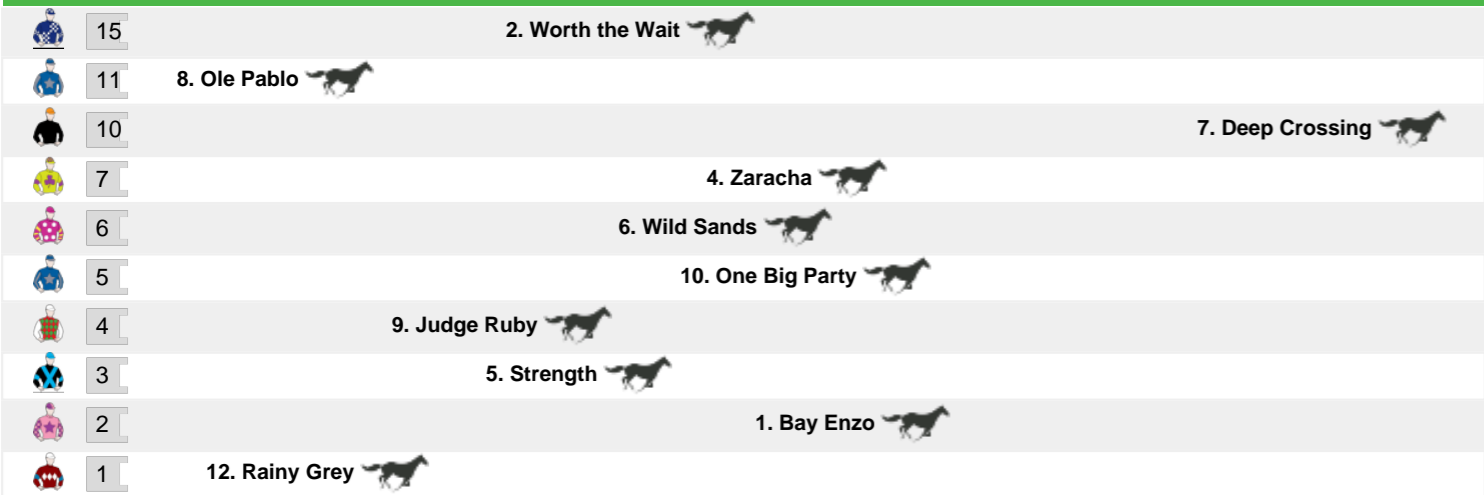 15 2. Worth the Wait
11 8. Ole Pablo
10 7. Deep Crossing
7 4. Zaracha
6 6. Wild Sands
5 10. One Big Party
4 9. Judge Ruby
3 5. Strength
2 1. Bay Enzo
1 12. Rainy Grey